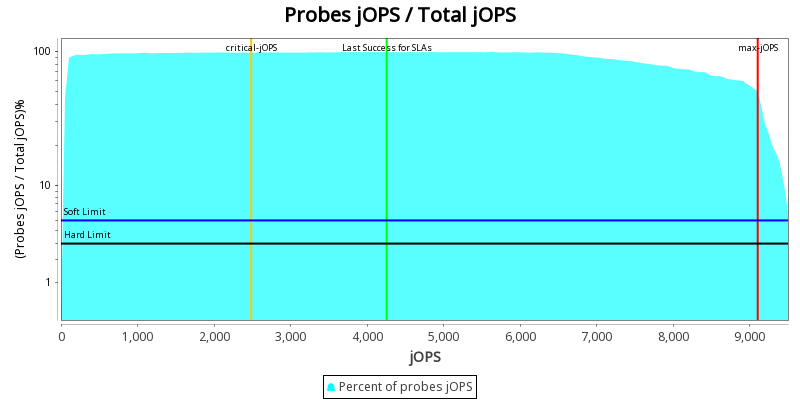 Probes jOPS / Total jOPS
(Probes jOPS / Total jOPS)%
100
10
1
critical-jOPS
Last Success for SLAs
max-jOPS
Soft Limit
Hard Limit
0 1,000 2,000 3,000 4,000 5,000 6,000 7,000 8,000 9,000
jOPS
Percent of probes jOPS